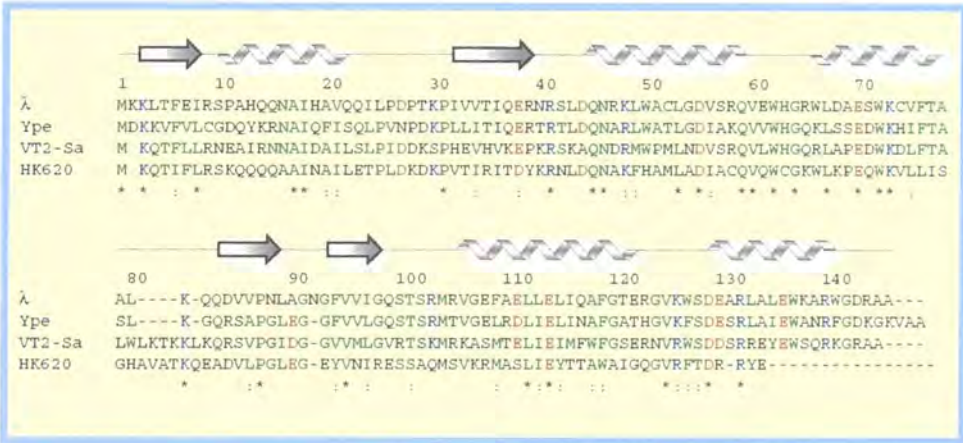 1 10 20 30 40 50 60 70
λ MKKLTFEIRSPAHQQNAIHAVQQILPDPTKPIVVTIQERNRSLDQNRKLWACLGDVSRQVEWHGRWLDAESWKCVFTA
Ype MDKKVFVLCGDQYKRNAIQFISQLPVNPDKPLLITIQERTRTLDQNARLWATLGDIAKQVVWHGQKLSSEDWKHIFTA
VT2-Sa M KQTFLLRNEAIRNNAIDAILSLPIDDKSPHEVHVKEPKRSKAQNDRMWPMLNDVSRQVLWHGQRLAPEDWKDLFTA
HK620 M KQTIFLRSKQQQQAAINAILETPLDKDKPVTIRITDYKRNLDQNAKFHAMLADIACQVQWCGKWLKPEQWKVLLIS
* * : * ** :: * : * * ** * * * ** * * * ** :
80 90 100 110 120 130 140
λ AL----K-QQDVVPNLAGNGFVVIGQSTSRMRVGEFAELLELIQAFGTERGVKWSDEARLALEWKARWGDRAA---
Ype SL----K-GQRSAPGLEG-GFVVLGQSTSRMTVGELRDLIELINAFGATHGVKFSDESRLAIEWANRFGDKGKVAA
VT2-Sa LWLKTKKLKQRSVPGIDG-GVVMLGVRTSKMRKASMTELIEIMFWFGSERNVRWSDDSRREYEWSQRKGRAA----
HK620 GHAVATKQEADVLPGLEG-EYVNIRESSAQMSVKRMASLIEYTTAWAIGQGVRFTDR-RYE---------------
* : * * : : * : * * : : * * : : : * *